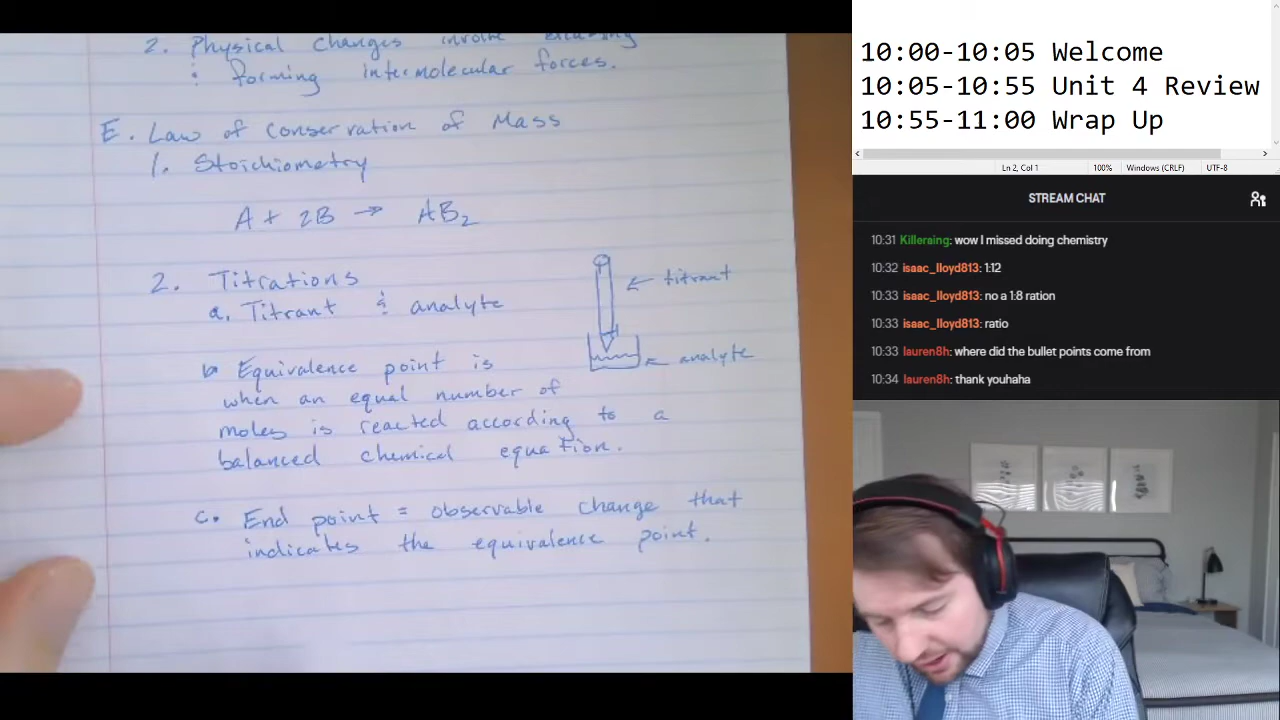 2. Physical changes involve
& forming intermolecular forces.
E. Law of Conservation of Mass
1. Stoichiometry
A + 2B → AB2
2. Titrations
a. Titrant & analyte
← titrant
← analyte
b Equivalence point is
when an equal number of
moles is reacted according to a
balanced chemical equation.
c. End point = observable change that
indicates the equivalence point.
10:00-10:05 Welcome
10:05-10:55 Unit 4 Review
10:55-11:00 Wrap Up
Ln 2, Col 1 100% Windows (CRLF) UTF-8
STREAM CHAT
10:31 Killeraing: wow I missed doing chemistry
10:32 isaac_lloyd813: 1:12
10:33 isaac_lloyd813: no a 1:8 ration
10:33 isaac_lloyd813: ratio
10:33 lauren8h: where did the bullet points come from
10:34 lauren8h: thank youhaha